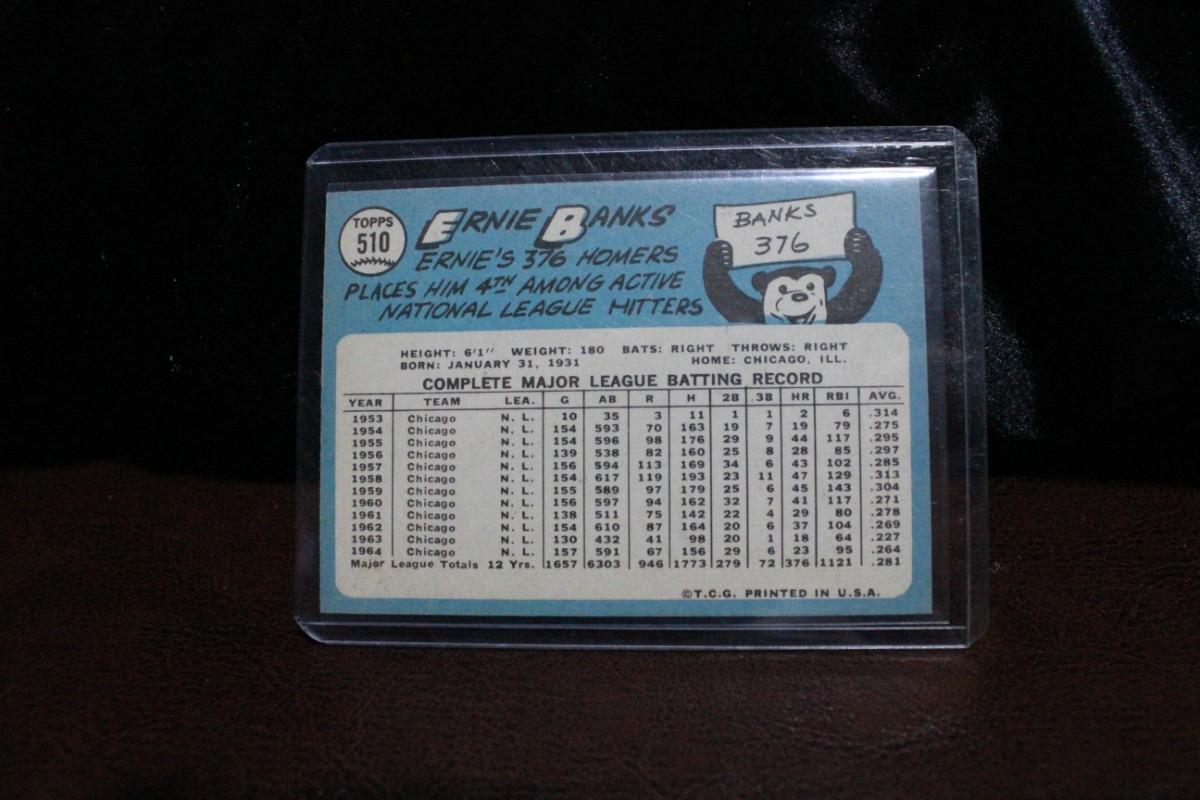 TOPPS
510
ERNIE BANKS
ERNIE'S 376 HOMERS
PLACES HIM 4TH AMONG ACTIVE
NATIONAL LEAGUE HITTERS
BANKS
376
HEIGHT: 6'1" WEIGHT: 180 BATS: RIGHT THROWS: RIGHT
BORN: JANUARY 31, 1931 HOME: CHICAGO, ILL.
COMPLETE MAJOR LEAGUE BATTING RECORD
YEAR TEAM LEA. G AB R H 2B 3B HR RBI AVG.
1953 Chicago N. L. 10 35 3 11 1 1 2 6 .314
1954 Chicago N. L. 154 593 70 163 19 7 19 79 .275
1955 Chicago N. L. 154 596 98 176 29 9 44 117 .295
1956 Chicago N. L. 139 538 82 160 25 8 28 85 .297
1957 Chicago N. L. 156 594 113 169 34 6 43 102 .285
1958 Chicago N. L. 154 617 119 193 23 11 47 129 .313
1959 Chicago N. L. 155 589 97 179 25 6 45 143 .304
1960 Chicago N. L. 156 597 94 162 32 7 41 117 .271
1961 Chicago N. L. 138 511 75 142 22 4 29 80 .278
1962 Chicago N. L. 154 610 87 164 20 6 37 104 .269
1963 Chicago N. L. 130 432 41 98 20 1 18 64 .227
1964 Chicago N. L. 157 591 67 156 29 6 23 95 .264
Major League Totals 12 Yrs. 1657 6303 946 1773 279 72 376 1121 .281
©T.C.G. PRINTED IN U.S.A.